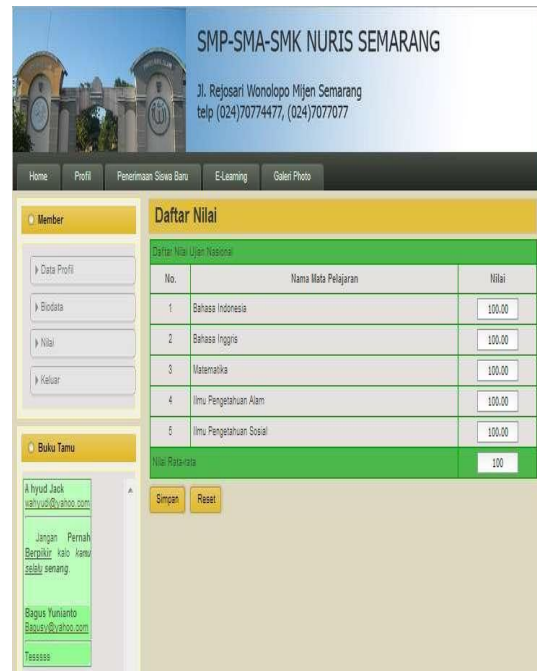 SMP-SMA-SMK NURIS SEMARANG
Jl. Rejosari Wonolopo Mijen Semarang
telp (024)70774477, (024)7077077
Home Profil Penerimaan Siswa Baru E-Learning Galeri Photo
Member
Data Profil
Biodata
Nilai
Keluar
Buku Tamu
A hyud Jack
wahyudi@yahoo.com
Jangan Pernah
Berpikir kalo kamu
selalu senang.
Bagus Yunianto
Bagusy@yahoo.com
Tesssss
Daftar Nilai
Daftar Nilai Ujian Nasional
No. Nama Mata Pelajaran Nilai
1 Bahasa Indonesia 100.00
2 Bahasa Inggris 100.00
3 Matematika 100.00
4 Ilmu Pengetahuan Alam 100.00
5 Ilmu Pengetahuan Sosial 100.00
Nilai Rata-rata 100
Simpan Reset